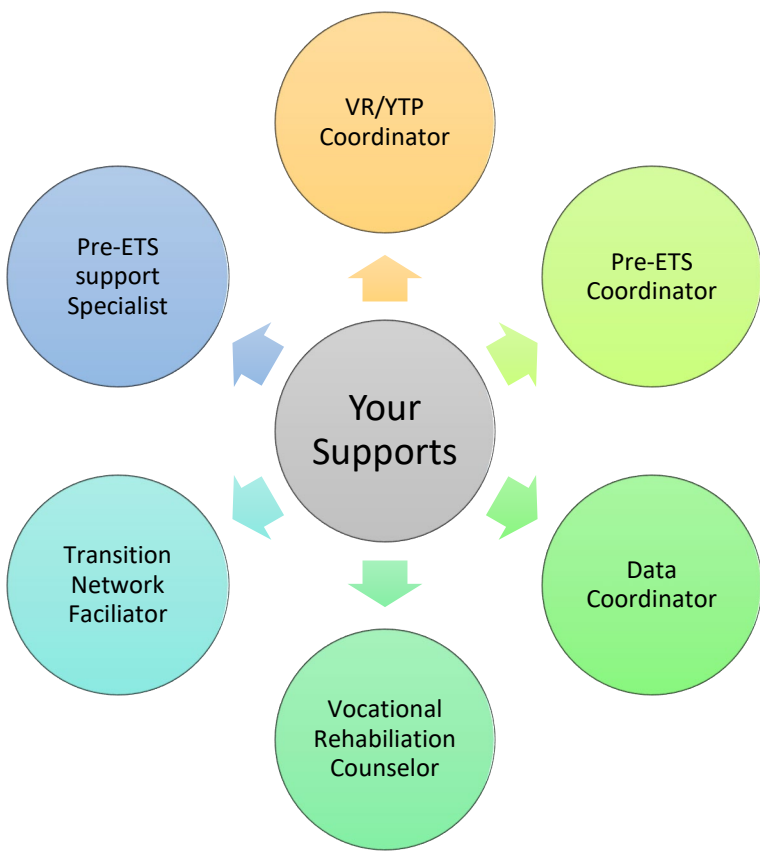 VR/YTP
Coordinator
Pre-ETS
support
Specialist
Pre-ETS
Coordinator
Your
Supports
Transition
Network
Faciliator
Data
Coordinator
Vocational
Rehabiliation
Counselor